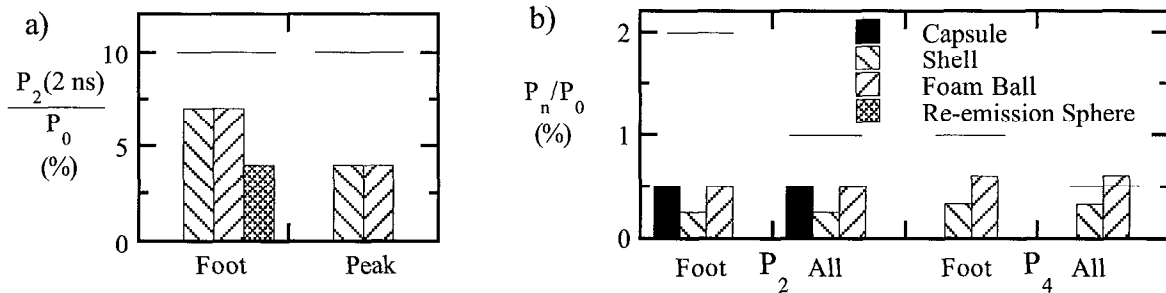 a)
10
5
0
P2(2 ns)
P0
(%)
Foot Peak
b)
2
1
0
Pn/P0
(%)
Capsule
Shell
Foam Ball
Re-emission Sphere
Foot P2 All Foot P4 All